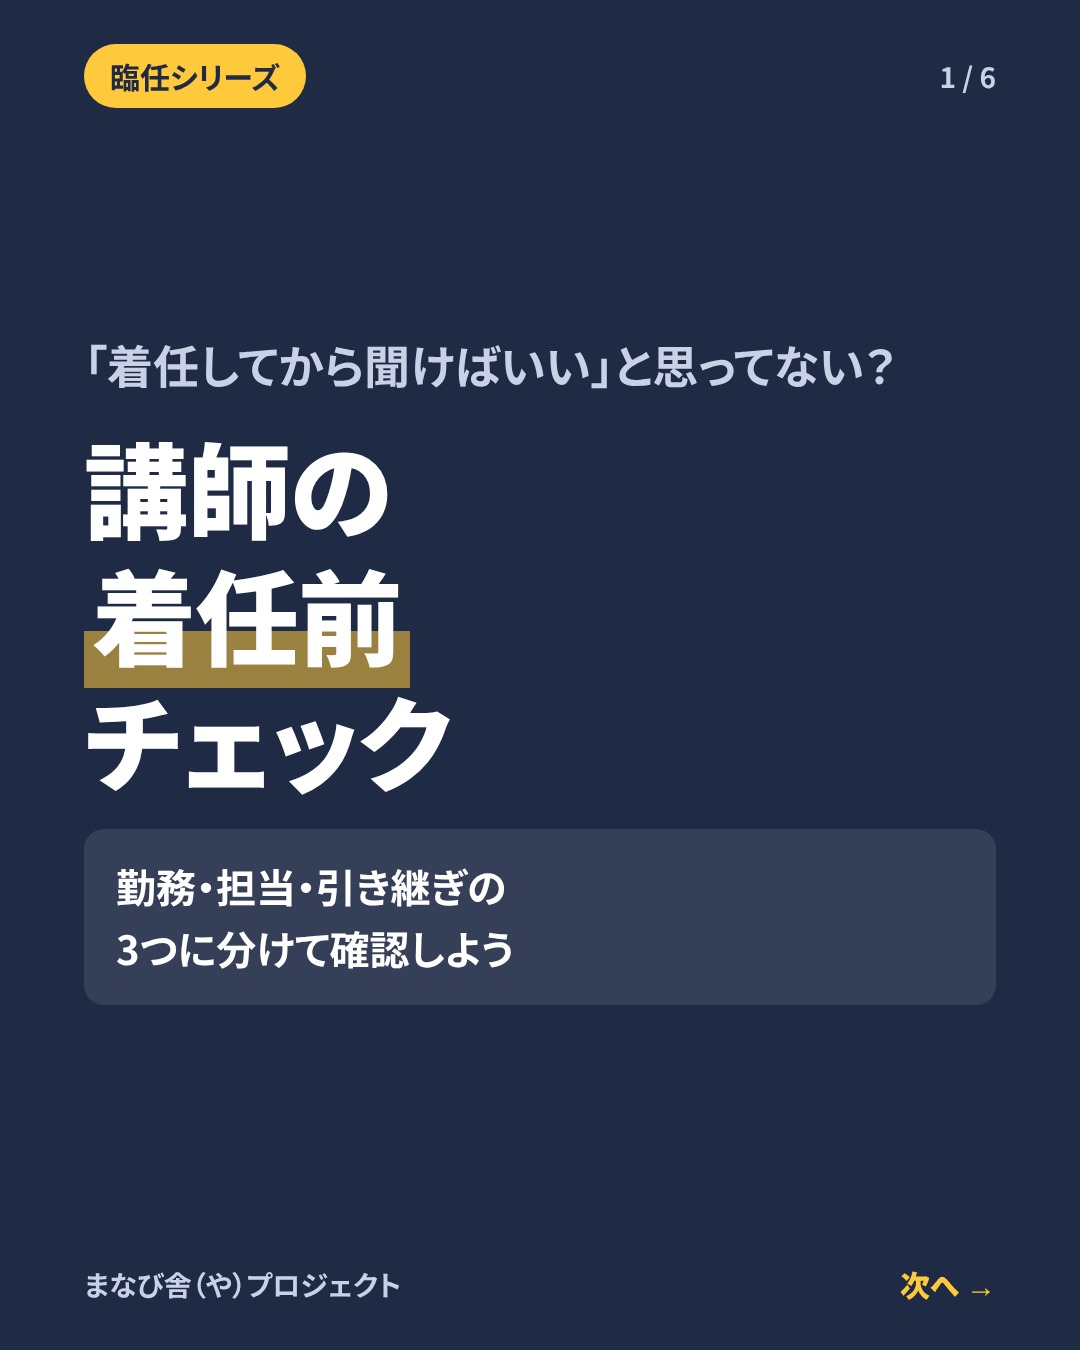 臨任シリーズ
1 / 6
「着任してから聞けばいい」と思ってない？
講師の
着任前
チェック
勤務・担当・引き継ぎの
3つに分けて確認しよう
まなび舎（や）プロジェクト
次へ →